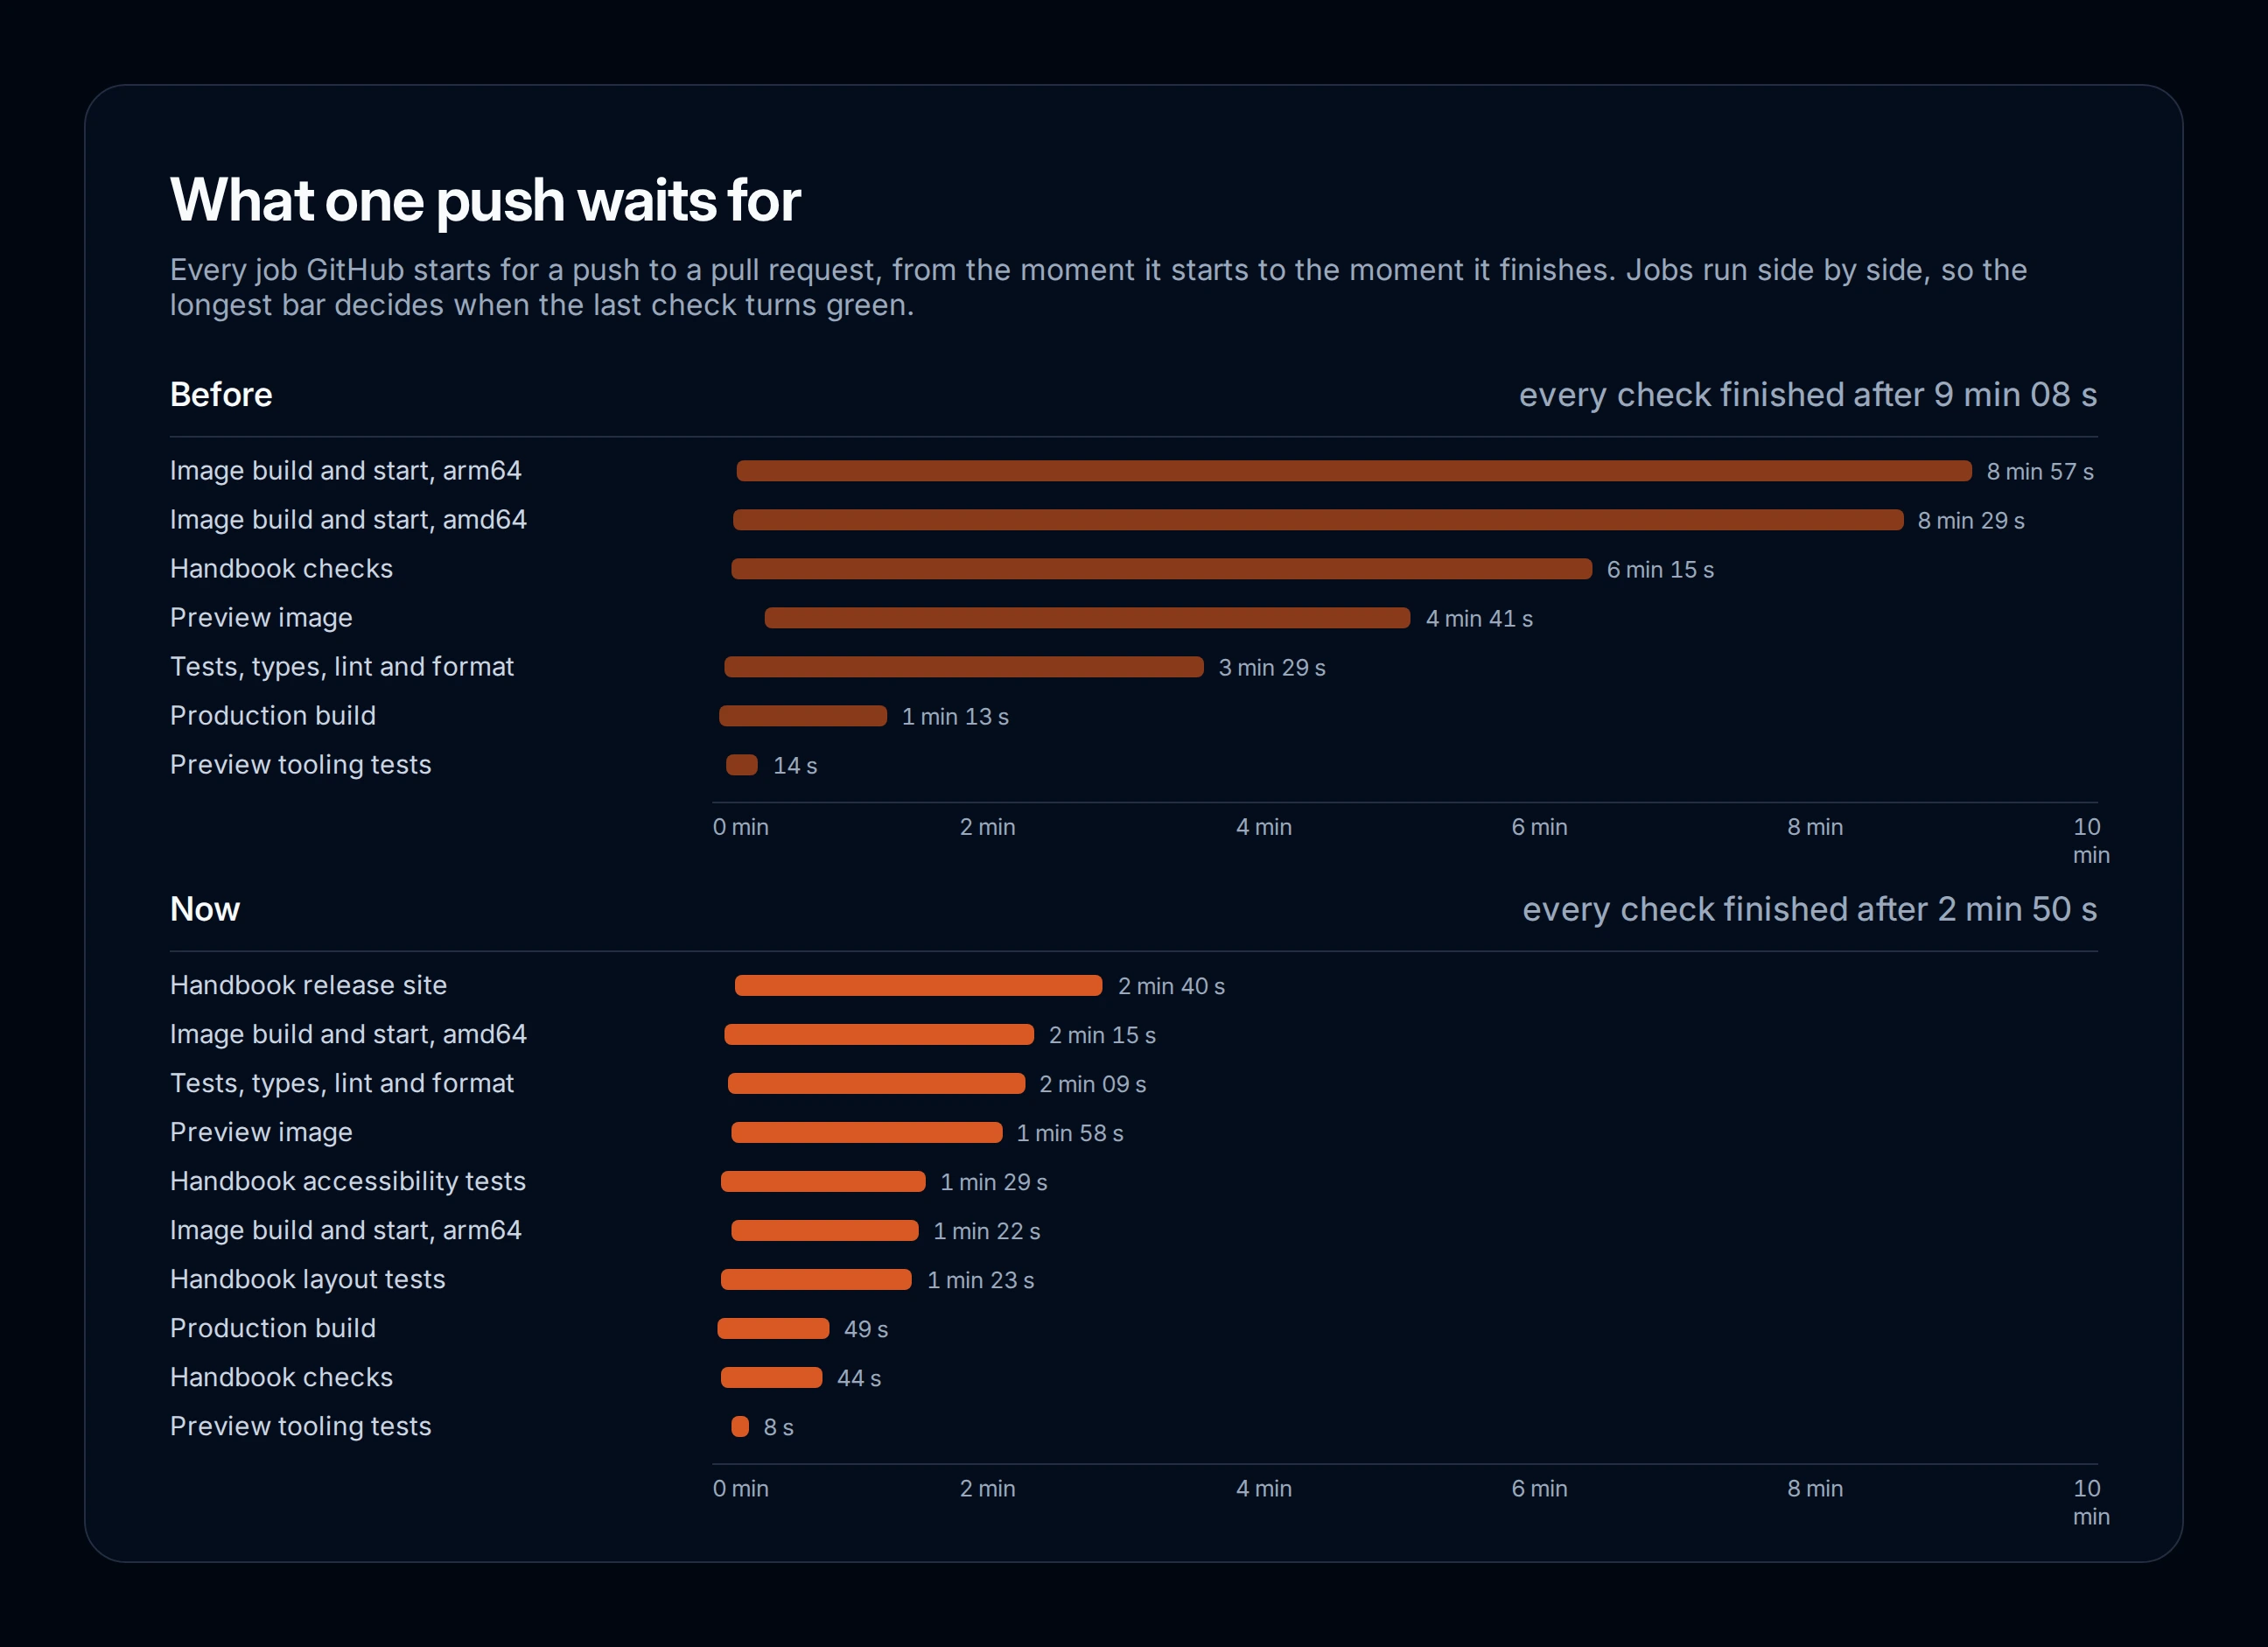 What one push waits for
Every job GitHub starts for a push to a pull request, from the moment it starts to the moment it finishes. Jobs run side by side, so the
longest bar decides when the last check turns green.
Before every check finished after 9 min 08 s
Image build and start, arm64 8 min 57 s
Image build and start, amd64 8 min 29 s
Handbook checks 6 min 15 s
Preview image 4 min 41 s
Tests, types, lint and format 3 min 29 s
Production build 1 min 13 s
Preview tooling tests 14 s
0 min 2 min 4 min 6 min 8 min 10
min
Now every check finished after 2 min 50 s
Handbook release site 2 min 40 s
Image build and start, amd64 2 min 15 s
Tests, types, lint and format 2 min 09 s
Preview image 1 min 58 s
Handbook accessibility tests 1 min 29 s
Image build and start, arm64 1 min 22 s
Handbook layout tests 1 min 23 s
Production build 49 s
Handbook checks 44 s
Preview tooling tests 8 s
0 min 2 min 4 min 6 min 8 min 10
min